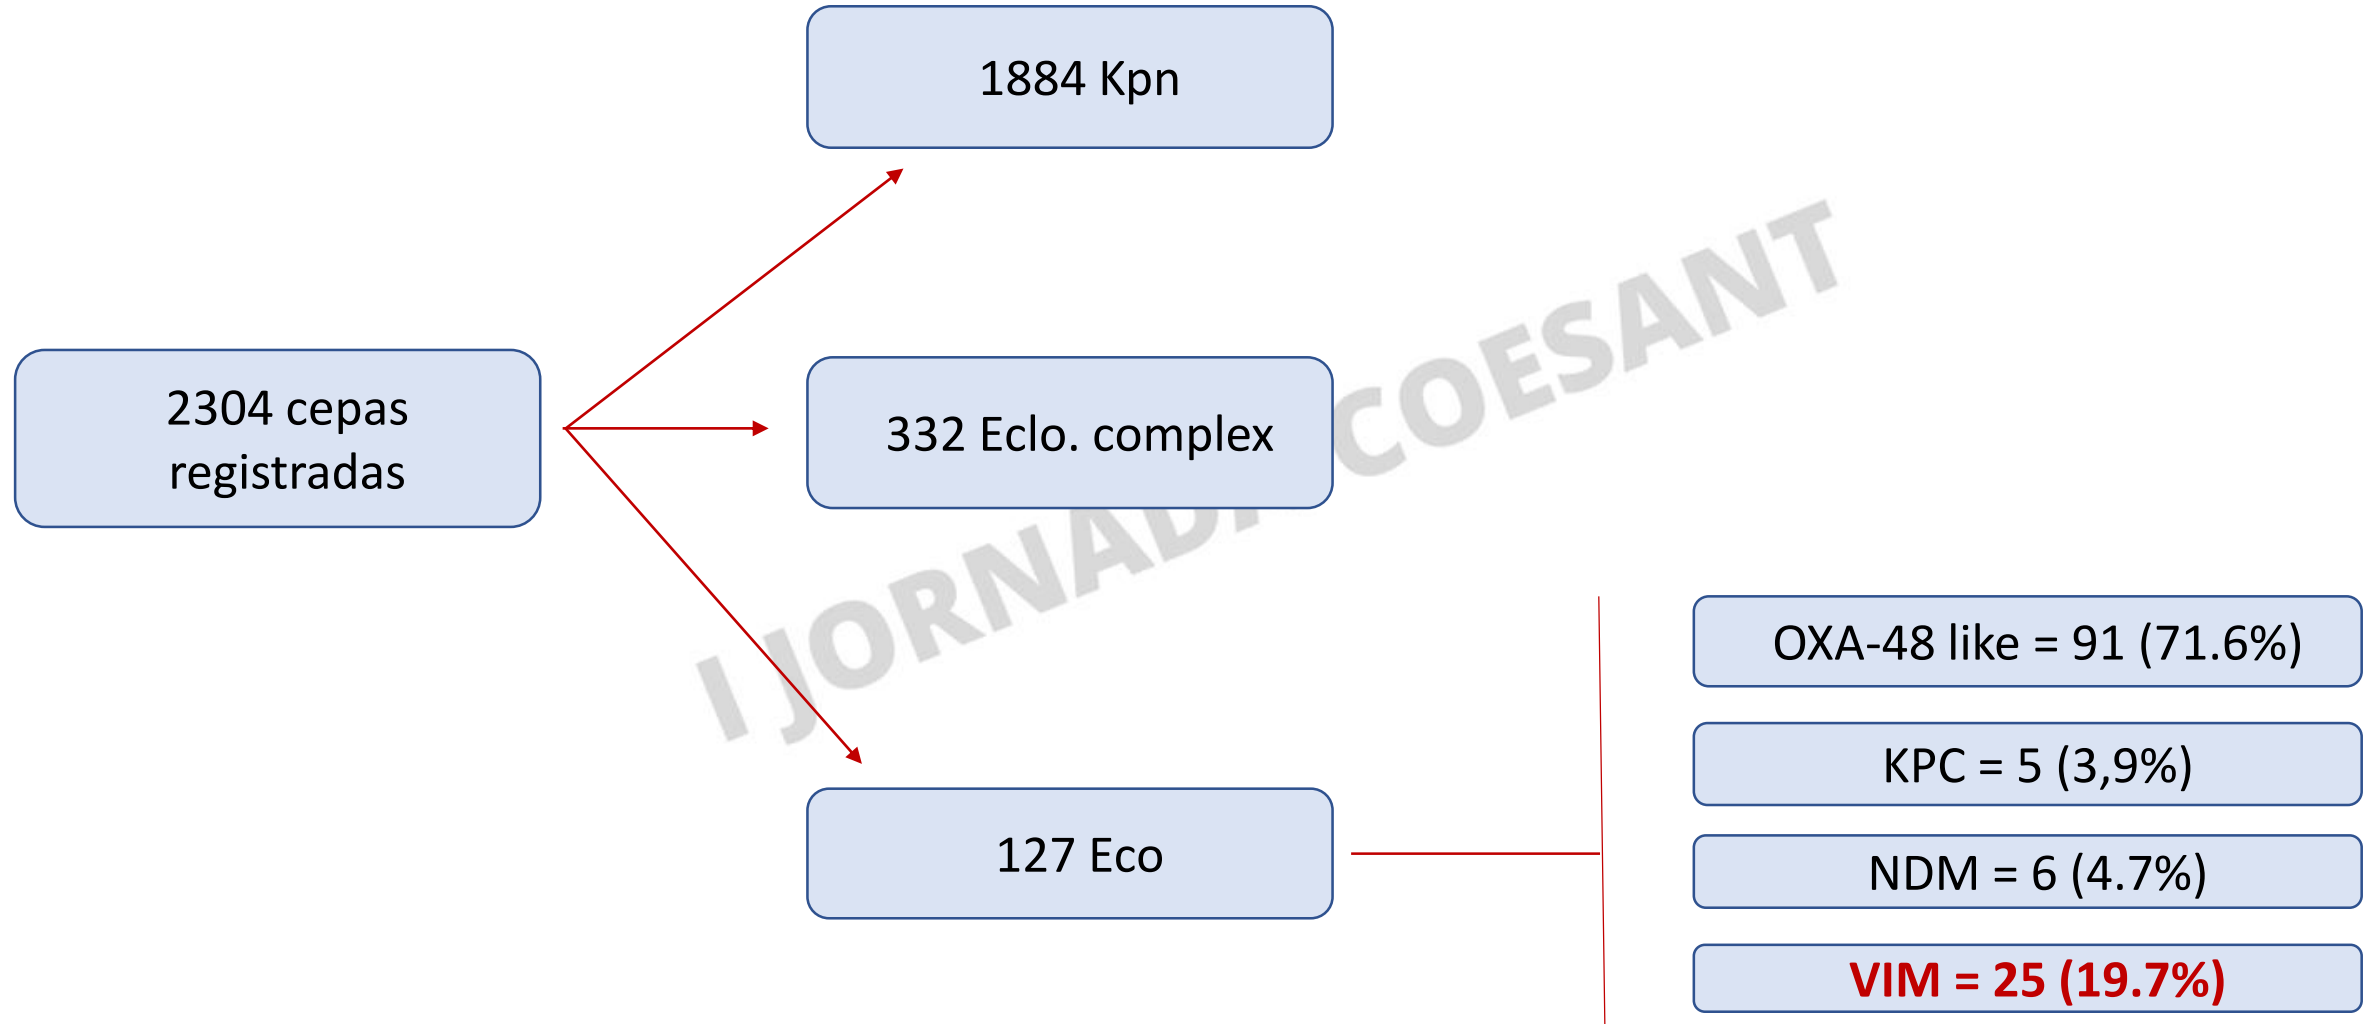 1884 Kpn
2304 cepas
registradas
332 Eclo. complex
127 Eco
OXA-48 like = 91 (71.6%)
KPC = 5 (3,9%)
NDM = 6 (4.7%)
VIM = 25 (19.7%)
I JORNADA COESANT